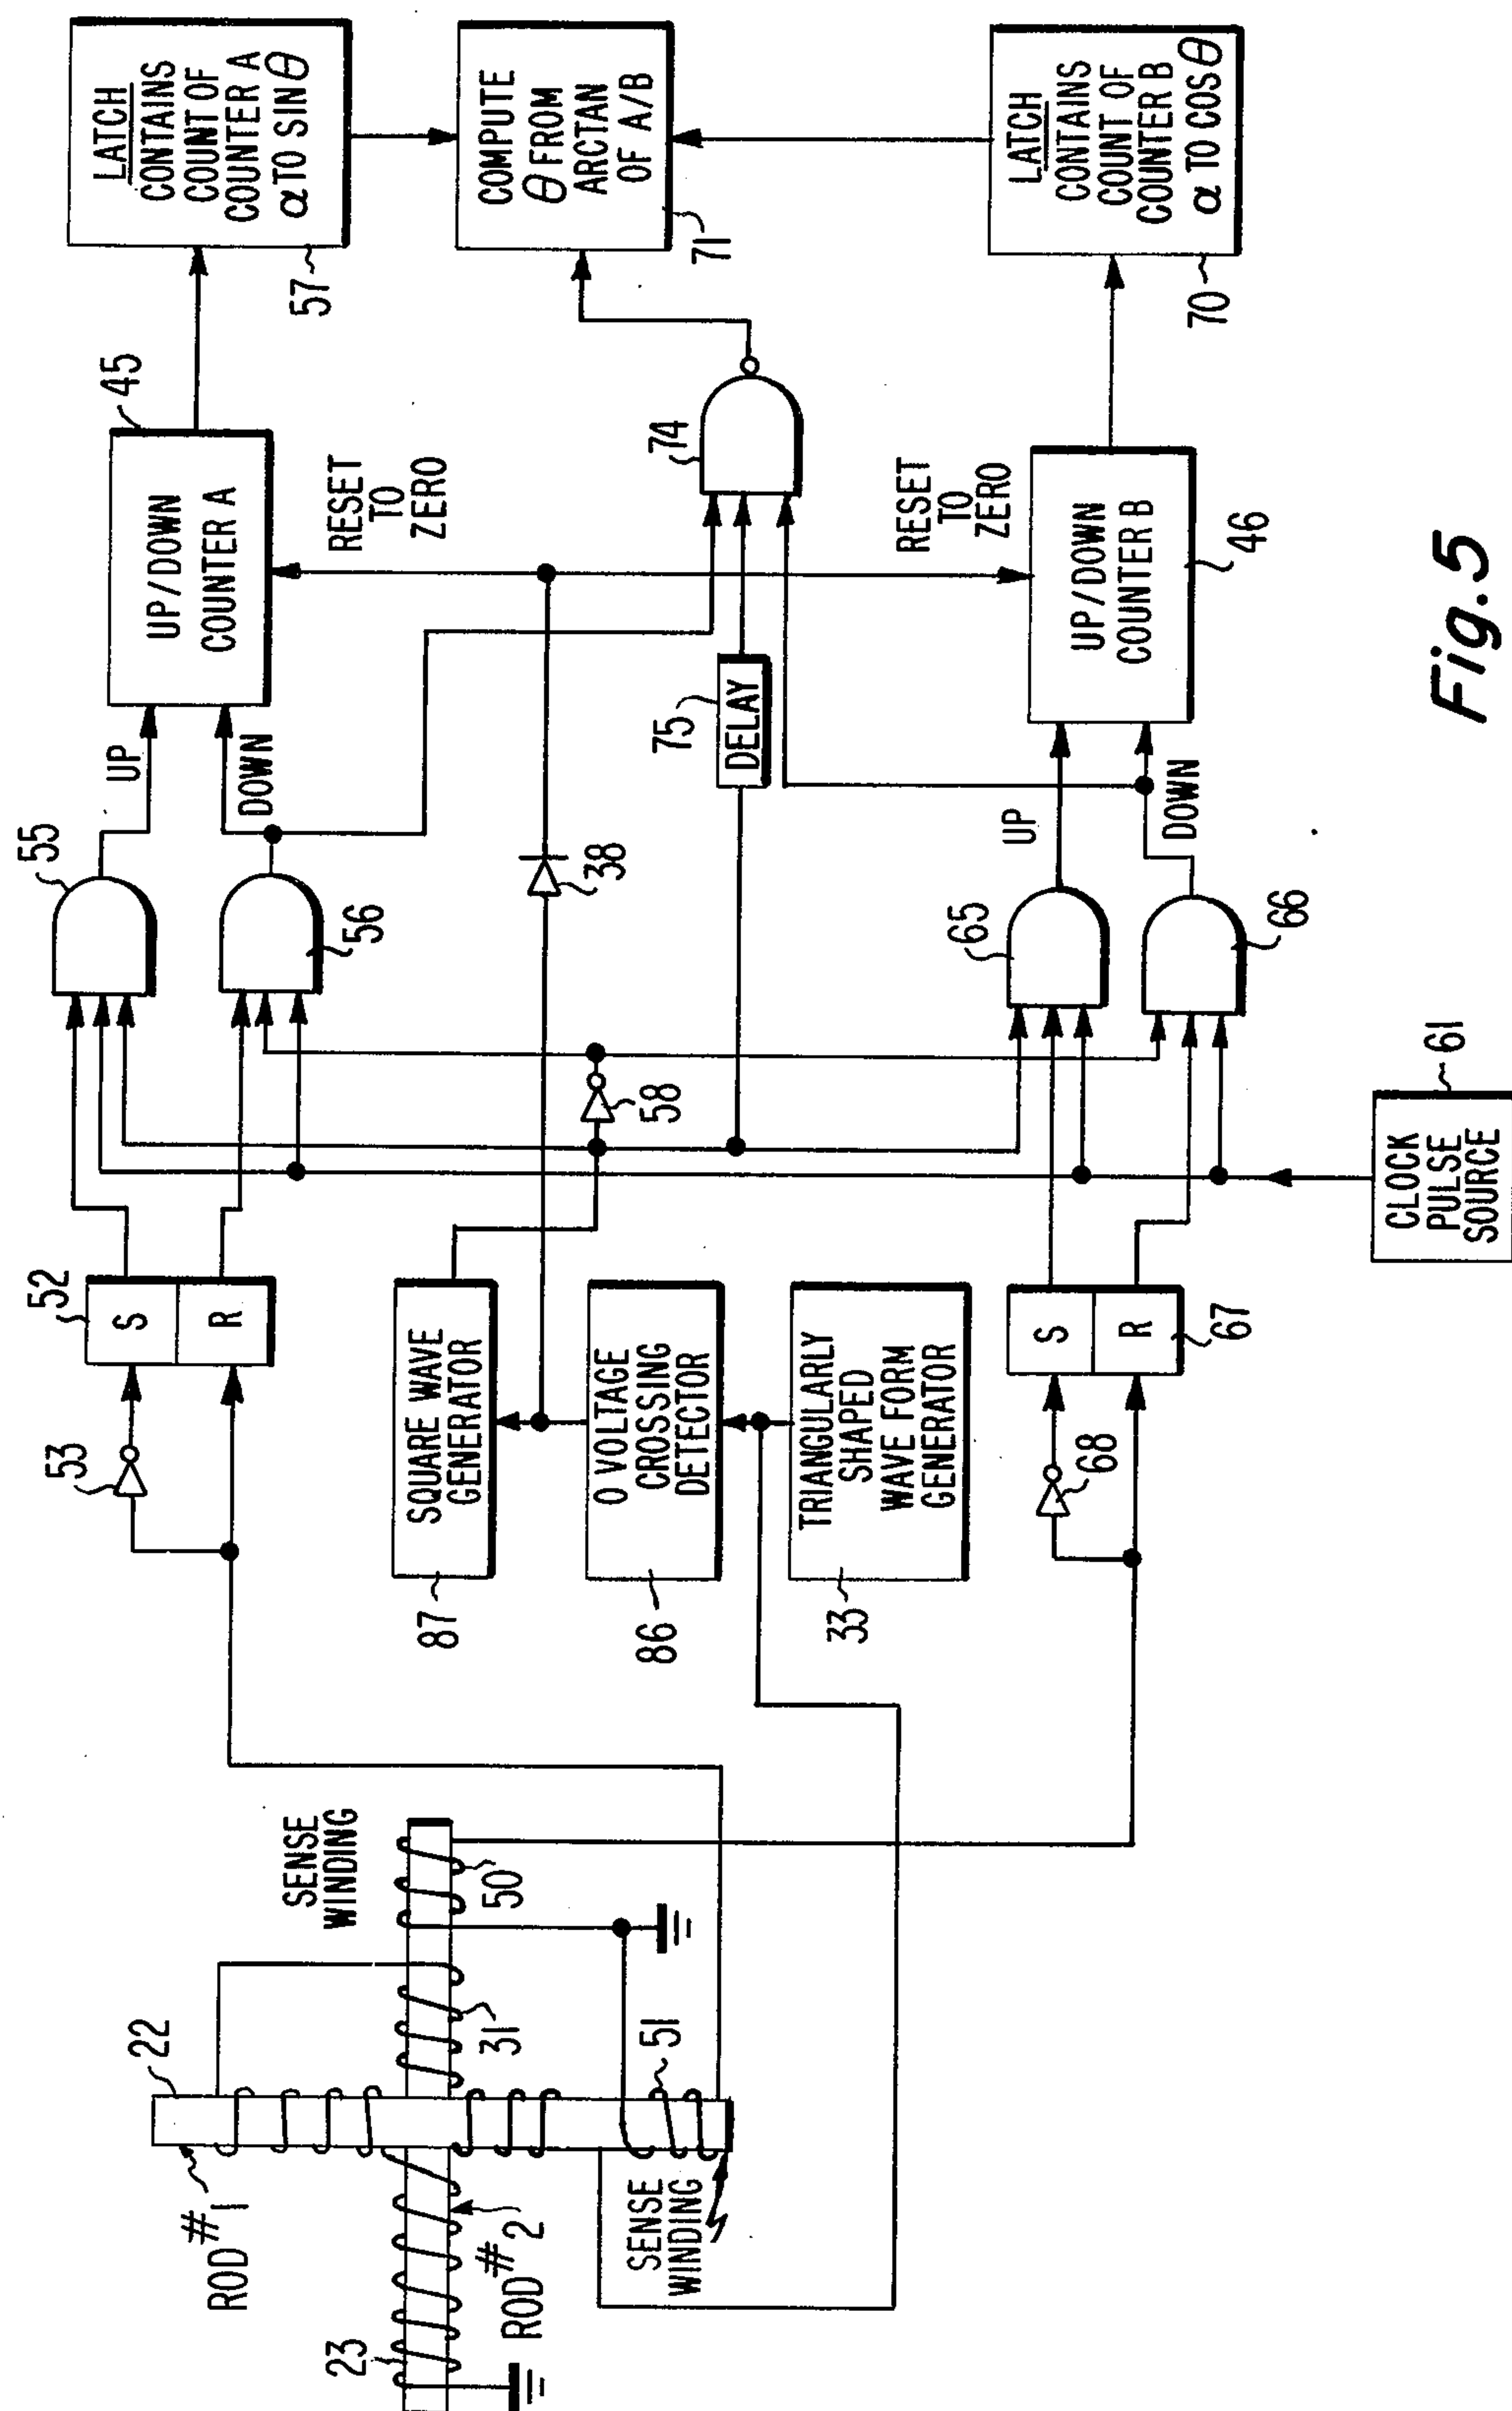 ROD #1
22
23
ROD #2
SENSE
WINDING
50
31
51
SENSE
WINDING
53
52
S
R
87
SQUARE WAVE
GENERATOR
86
0 VOLTAGE
CROSSING
DETECTOR
33
TRIANGULARLY
SHAPED
WAVE FORM
GENERATOR
68
S
R
67
CLOCK
PULSE
SOURCE
61
55
56
58
38
65
66
UP
DOWN
75
DELAY
UP
DOWN
45
UP/DOWN
COUNTER A
RESET
TO
ZERO
74
RESET
TO
ZERO
UP/DOWN
COUNTER B
46
57
LATCH
CONTAINS
COUNT OF
COUNTER A
α TO SIN θ
COMPUTE
θ FROM
ARCTAN
OF A/B
71
LATCH
CONTAINS
COUNT OF
COUNTER B
α TO COS θ
70
Fig. 5